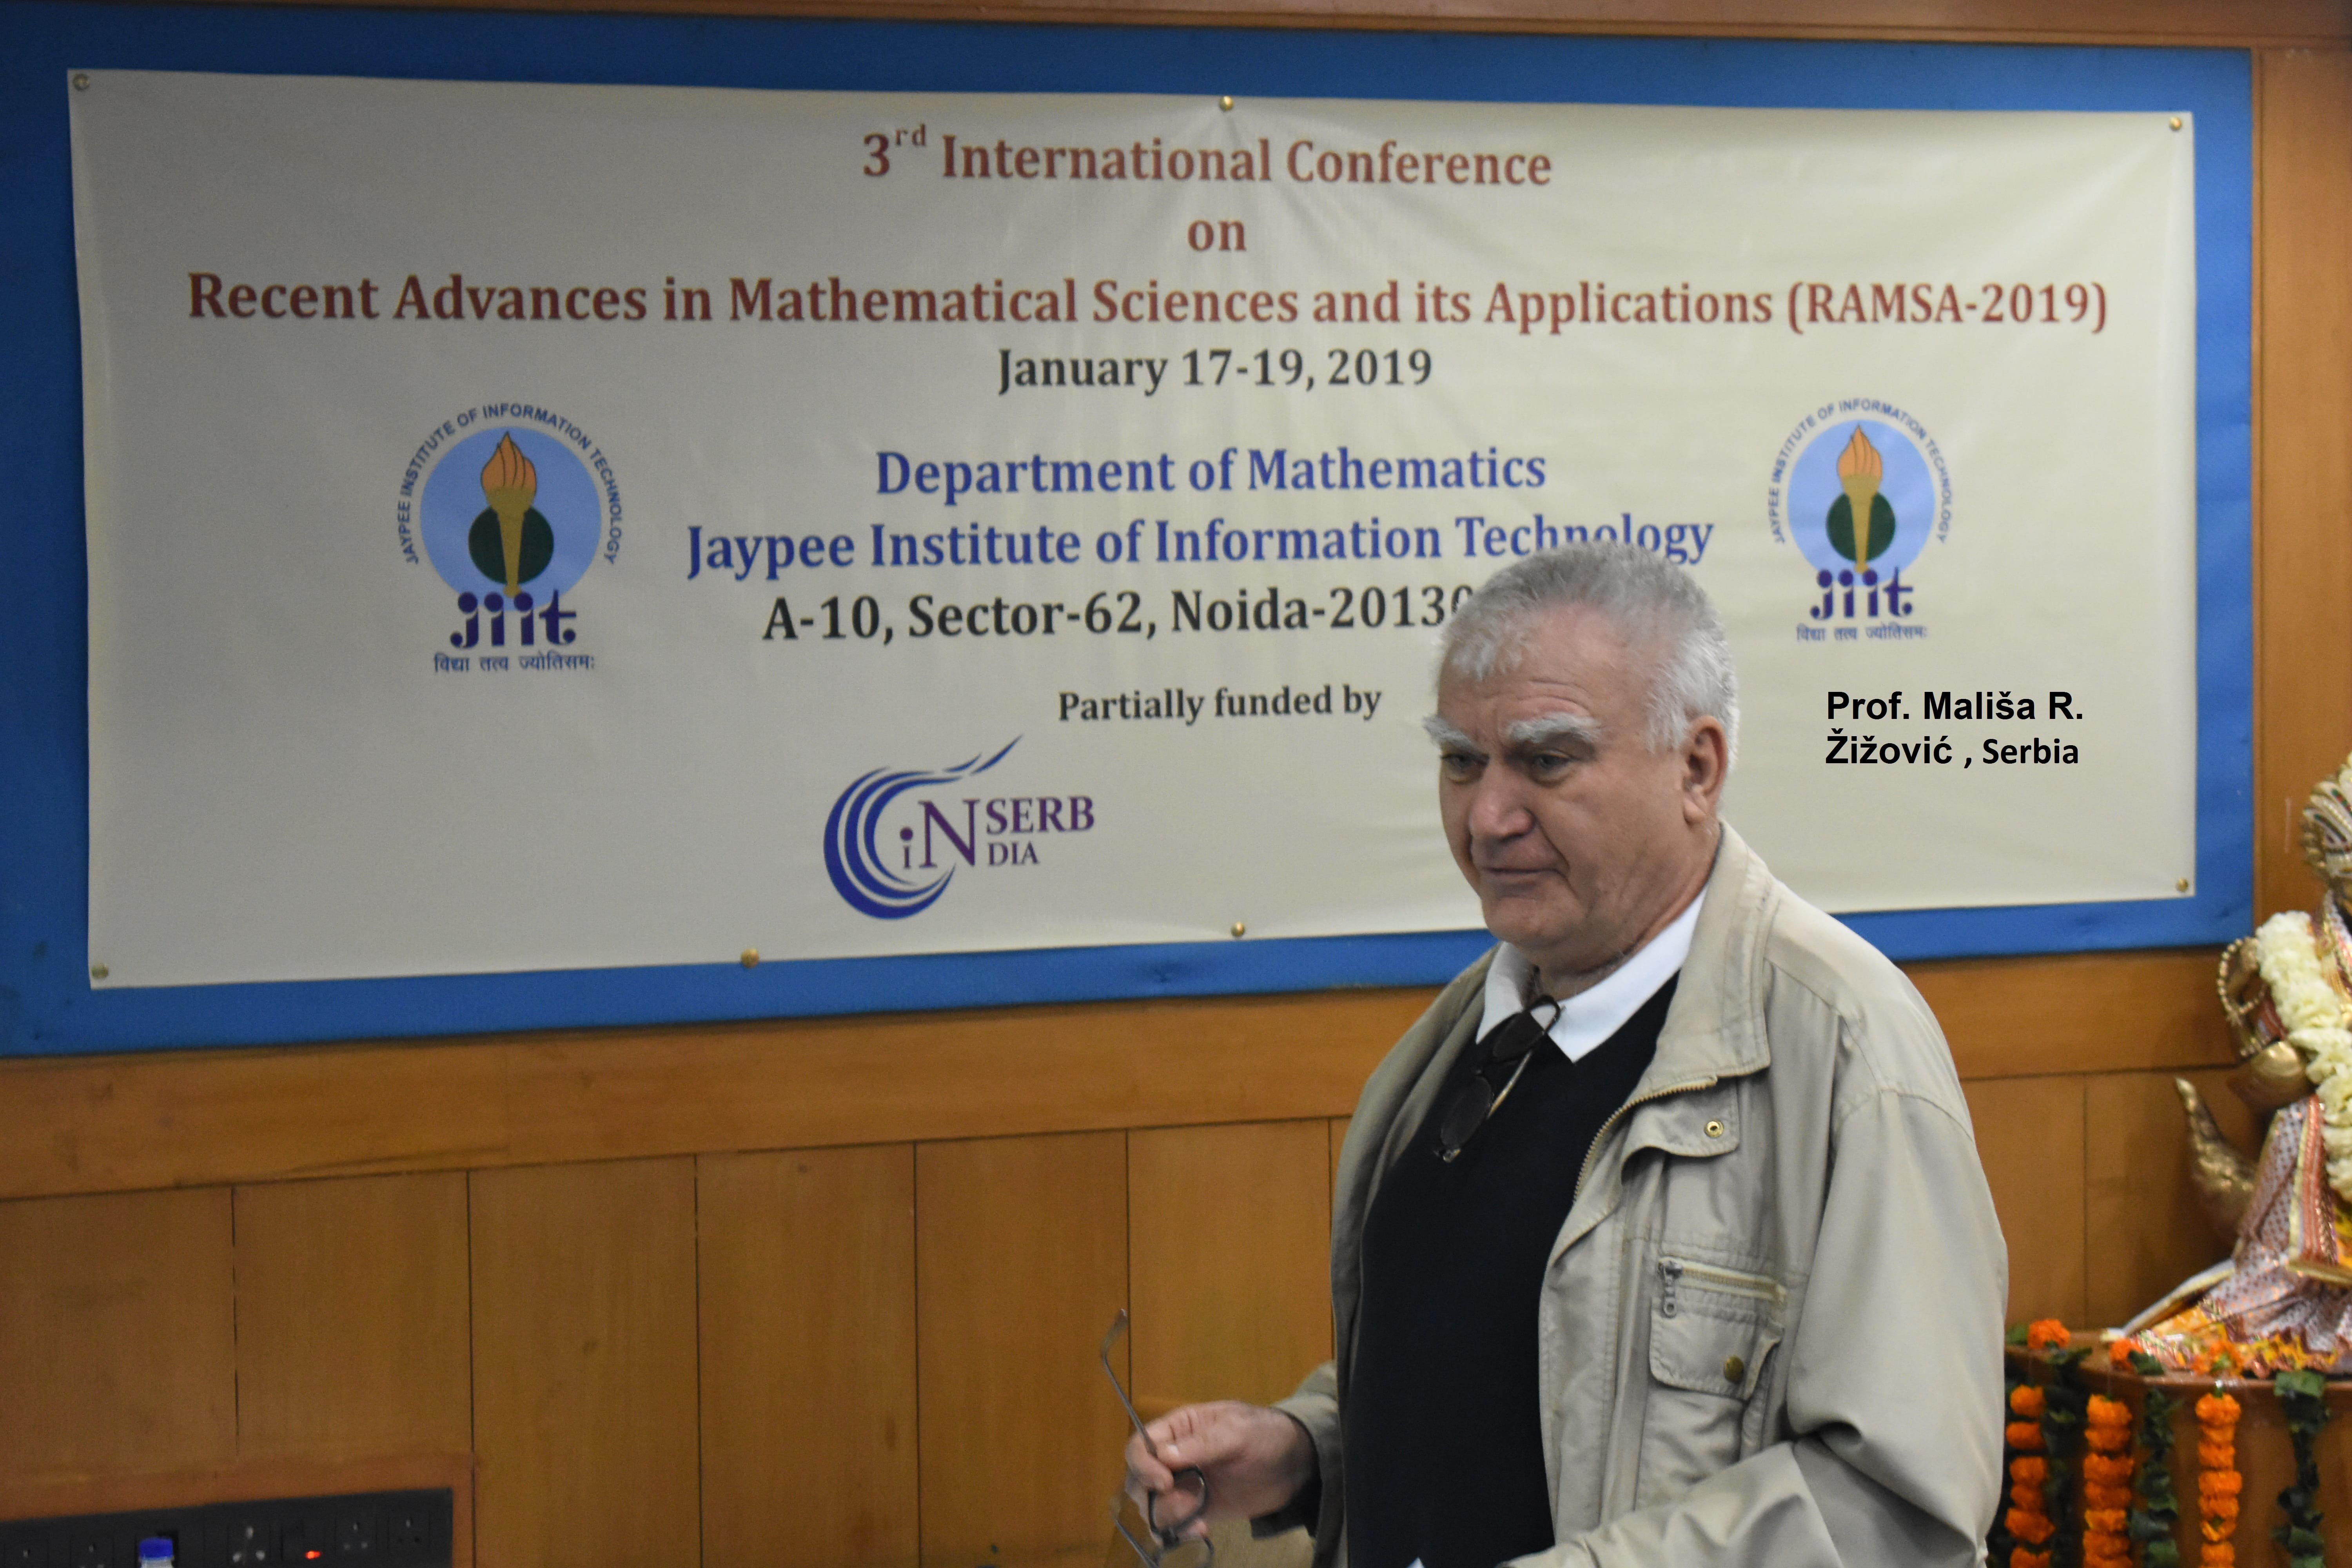 3rd International Conference
on
Recent Advances in Mathematical Sciences and its Applications (RAMSA-2019)
January 17-19, 2019
JAYPEE INSTITUTE OF INFORMATION TECHNOLOGY
jiit
विद्या तत्व ज्योतिसमः
Department of Mathematics
Jaypee Institute of Information Technology
A-10, Sector-62, Noida-20130
JAYPEE INSTITUTE OF INFORMATION TECHNOLOGY
jiit
विद्या तत्व ज्योतिसमः
Partially funded by
SERB
iNDIA
Prof. Mališa R.
Žižović , Serbia